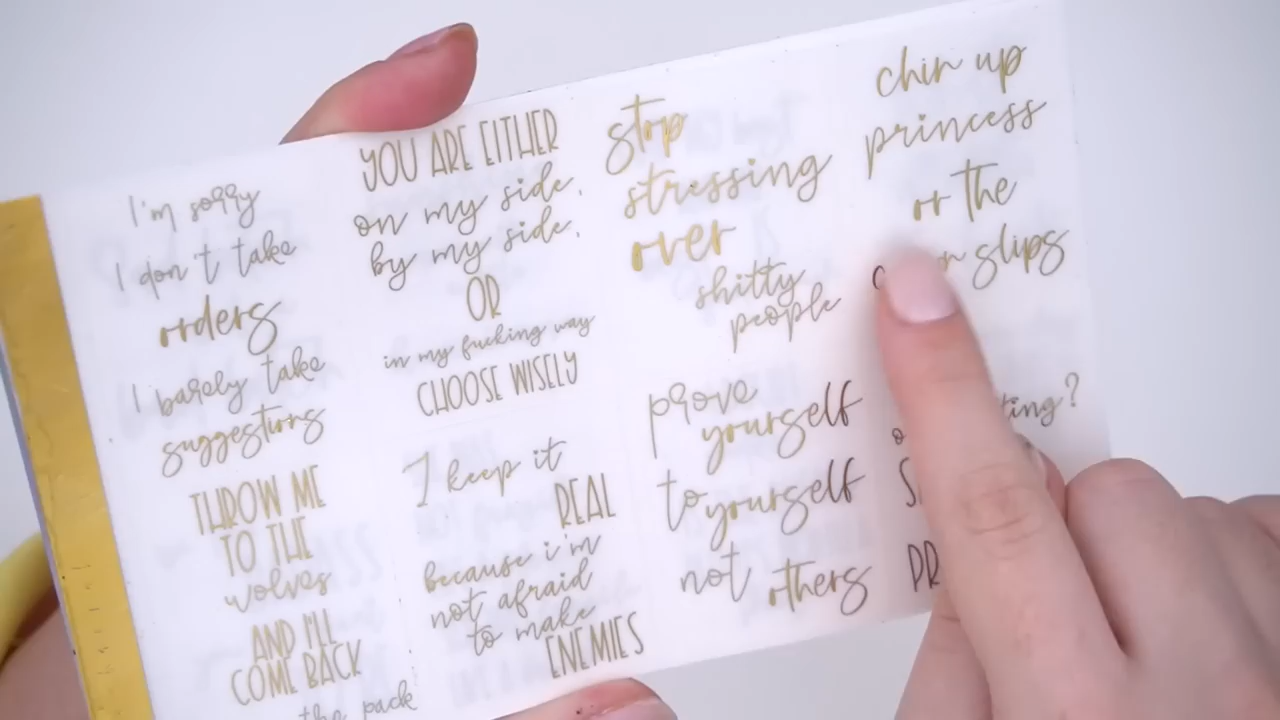 I'm sorry
I don't take
orders
I barely take
suggestions
THROW ME
TO THE
wolves
AND I'LL
COME BACK
the pack
YOU ARE EITHER
on my side,
by my side,
OR
in my fucking way
CHOOSE WISELY
I keep it
REAL
because i'm
not afraid
to make
ENEMIES
stop
stressing
over
shitty
people
prove
yourself
to yourself
not others
chin up
princess
or the
slips